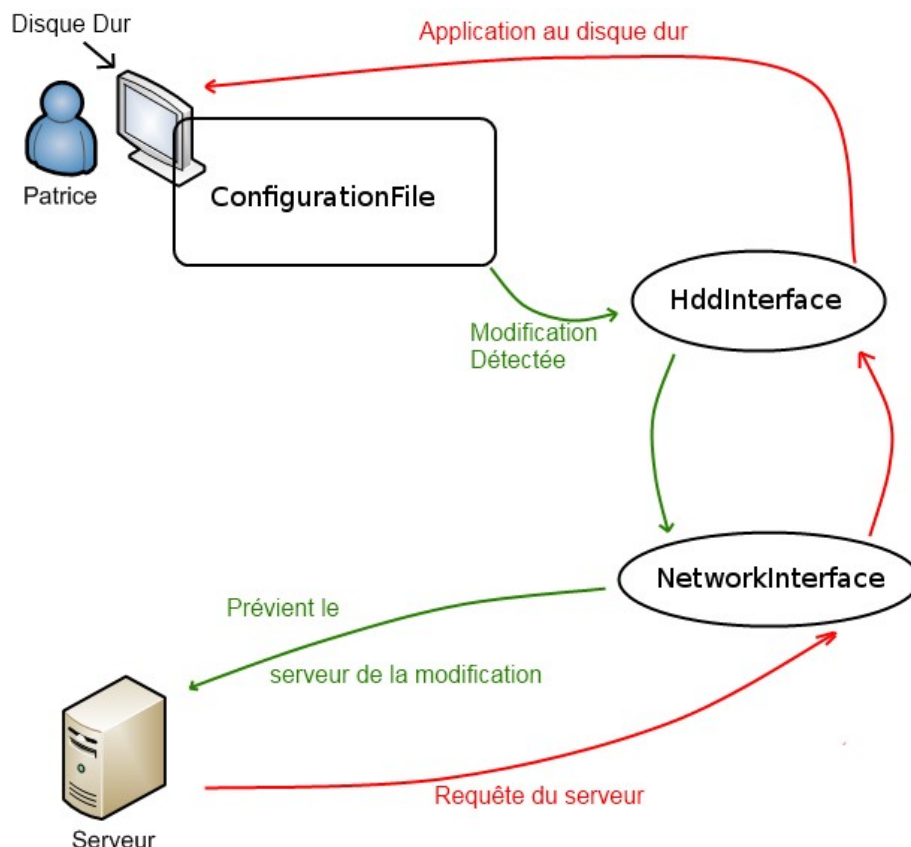 Disque Dur
Application au disque dur
Patrice
ConfigurationFile
HddInterface
Modification
Détectée
NetworkInterface
Prévient le
serveur de la modification
Requête du serveur
Serveur